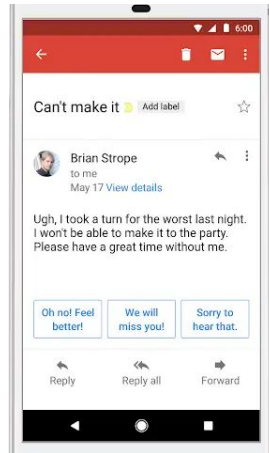 6:00
Can't make it Add label
Brian Strope
to me
May 17 View details
Ugh, I took a turn for the worst last night.
I won't be able to make it to the party.
Please have a great time without me.
Oh no! Feel
better!
We will
miss you!
Sorry to
hear that.
Reply
Reply all
Forward